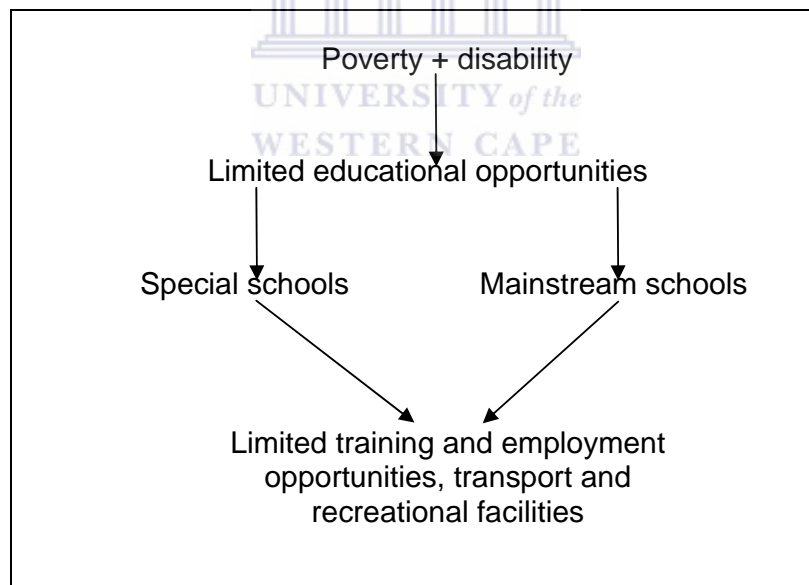 Poverty + disability
UNIVERSITY of the
WESTERN CAPE
Limited educational opportunities
Special schools
Mainstream schools
Limited training and employment
opportunities, transport and
recreational facilities